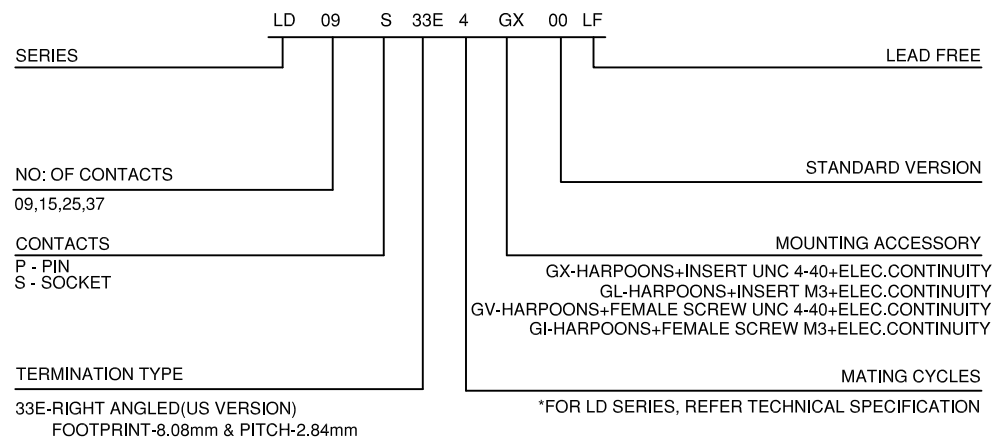 LD 09 S 33E 4 GX 00 LF
SERIES
LEAD FREE
NO: OF CONTACTS
09,15,25,37
STANDARD VERSION
CONTACTS
P - PIN
S - SOCKET
MOUNTING ACCESSORY
GX-HARPOONS+INSERT UNC 4-40+ELEC.CONTINUITY
GL-HARPOONS+INSERT M3+ELEC.CONTINUITY
GV-HARPOONS+FEMALE SCREW UNC 4-40+ELEC.CONTINUITY
GI-HARPOONS+FEMALE SCREW M3+ELEC.CONTINUITY
TERMINATION TYPE
33E-RIGHT ANGLED(US VERSION)
FOOTPRINT-8.08mm & PITCH-2.84mm
MATING CYCLES
*FOR LD SERIES, REFER TECHNICAL SPECIFICATION